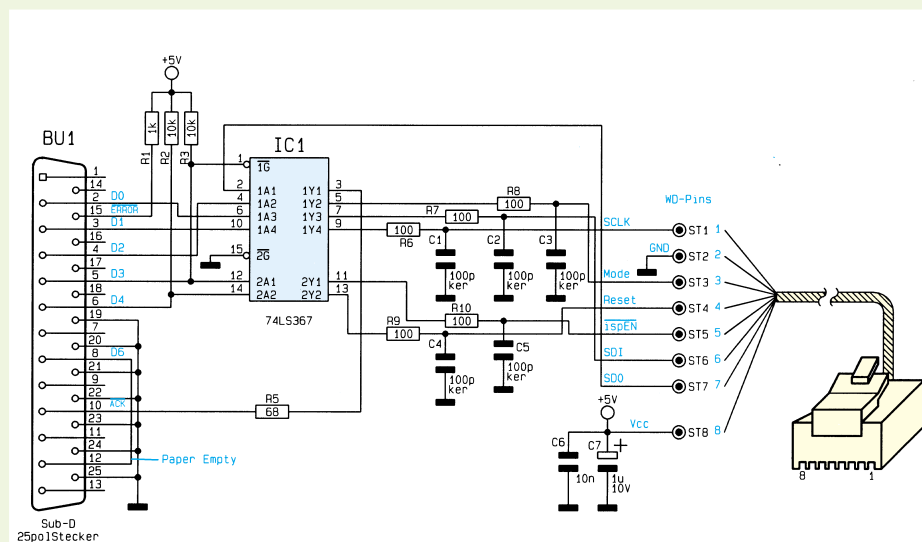 +5V
BU1
1k
10k
10k
R1
R2
R3
IC1
1
14
2
15
3
16
4
17
5
18
6
19
7
20
8
21
9
22
10
23
11
24
12
25
13
D0
ERROR
D1
D2
D3
D4
D6
ACK
Paper Empty
Sub-D
25polStecker
1 1G
2 1A1 1Y1 3
4 1A2 1Y2 5
6 1A3 1Y3 7
10 1A4 1Y4 9
15 2G
12 2A1 2Y1 11
14 2A2 2Y2 13
74LS367
R8
100
R7
100
100
R6
C1
100p
ker
C2
100p
ker
C3
100p
ker
R10
100
R9
100
C4
100p
ker
C5
100p
ker
R5
68
WD-Pins
SCLK ST1 1
GND ST2 2
Mode ST3 3
Reset ST4 4
ispEN ST5 5
SDI ST6 6
SDO ST7 7
+5V
Vcc ST8 8
C6
10n
C7
+
1u
10V
8 1